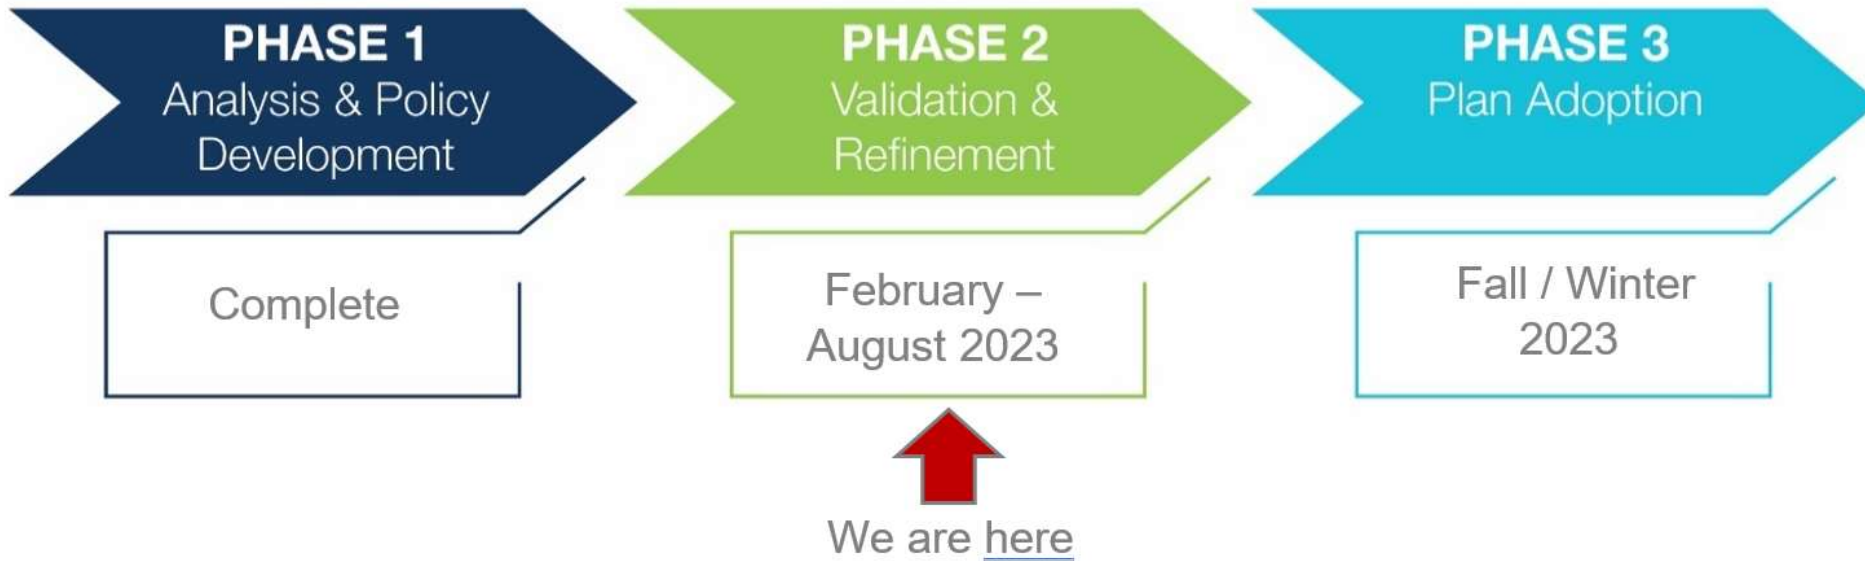 PHASE 1
Analysis & Policy
Development
Complete
PHASE 2
Validation &
Refinement
February –
August 2023
We are here
PHASE 3
Plan Adoption
Fall / Winter
2023